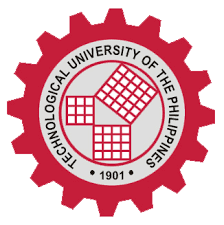 TECHNOLOGICAL UNIVERSITY OF THE PHILIPPINES
• 1901 •